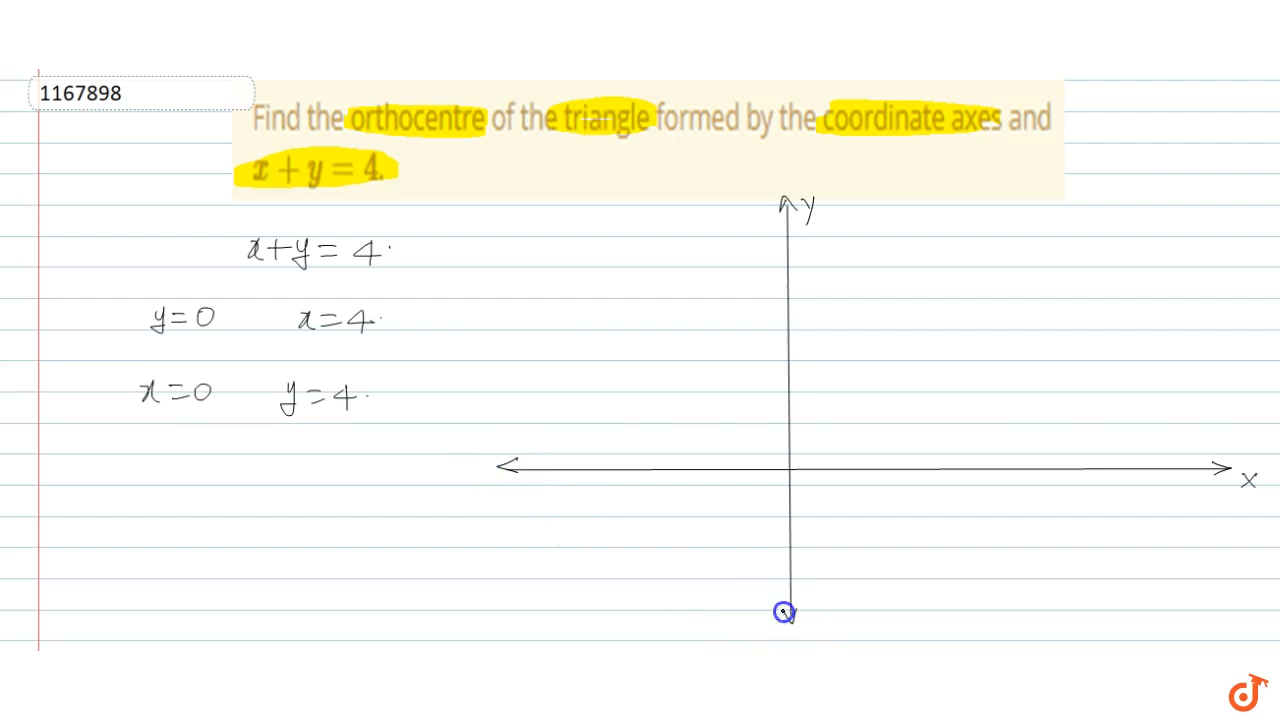 1167898
Find the orthocentre of the triangle formed by the coordinate axes and
x + y = 4.
y
x+y = 4.
y=0 x=4.
x=0 y=4.
x